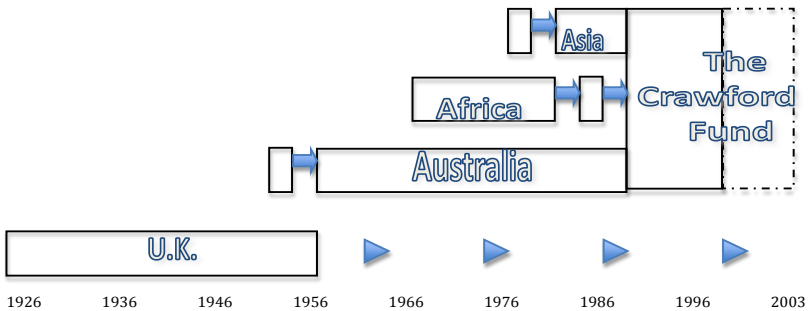 Asia
The
Crawford
Fund
Africa
Australia
U.K.
1926 1936 1946 1956 1966 1976 1986 1996 2003